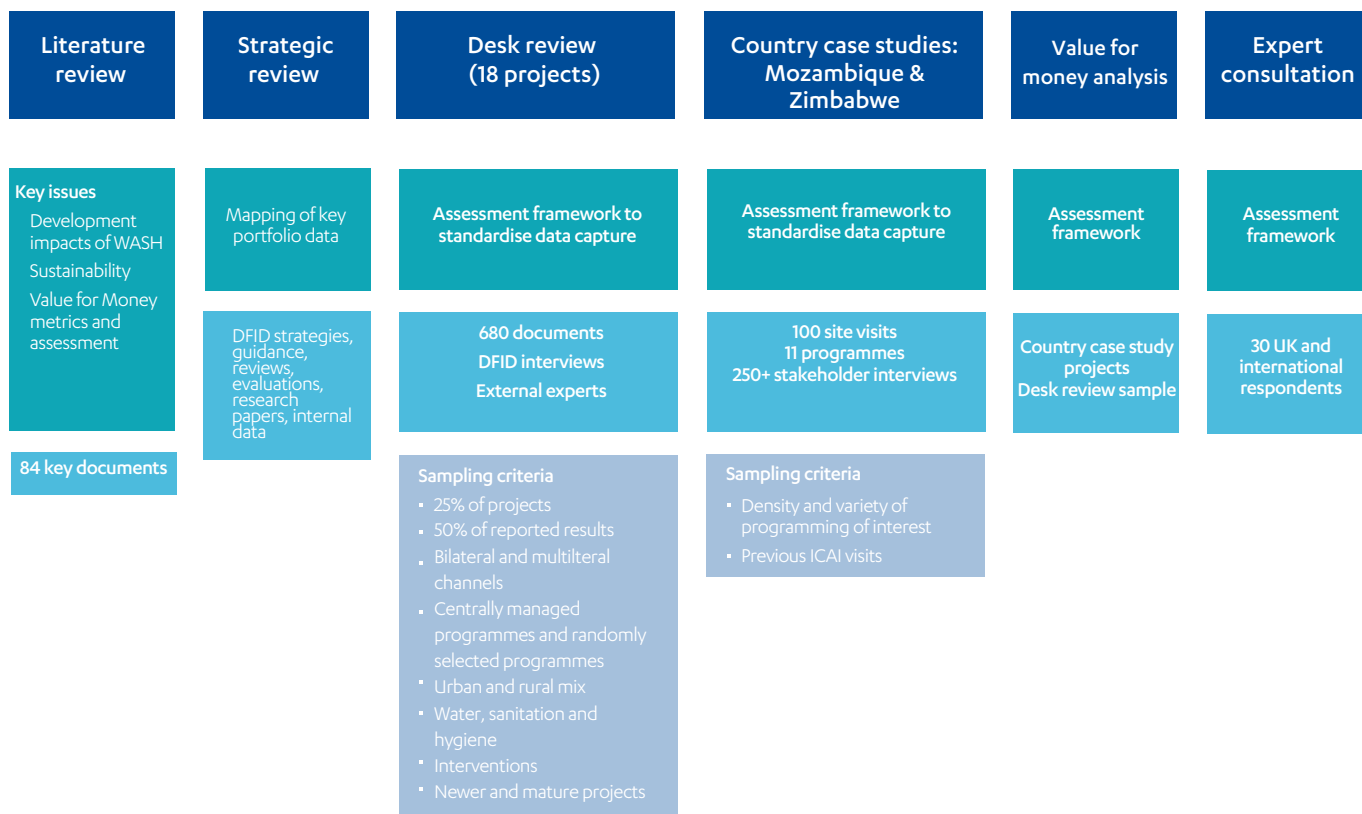 Literature
review
Strategic
review
Desk review
(18 projects)
Country case studies:
Mozambique &
Zimbabwe
Value for
money analysis
Expert
consultation
Key issues
Development
impacts of WASH
Sustainability
Value for Money
metrics and
assessment
84 key documents
Mapping of key
portfolio data
DFID strategies,
guidance,
reviews,
evaluations,
research
papers, internal
data
Assessment framework to
standardise data capture
680 documents
DFID interviews
External experts
Sampling criteria
▪ 25% of projects
▪ 50% of reported results
▪ Bilateral and multilteral
channels
▪ Centrally managed
programmes and randomly
selected programmes
▪ Urban and rural mix
▪ Water, sanitation and
hygiene
▪ Interventions
▪ Newer and mature projects
Assessment framework to
standardise data capture
100 site visits
11 programmes
250+ stakeholder interviews
Sampling criteria
▪ Density and variety of
programming of interest
▪ Previous ICAI visits
Assessment
framework
Country case study
projects
Desk review sample
Assessment
framework
30 UK and
international
respondents